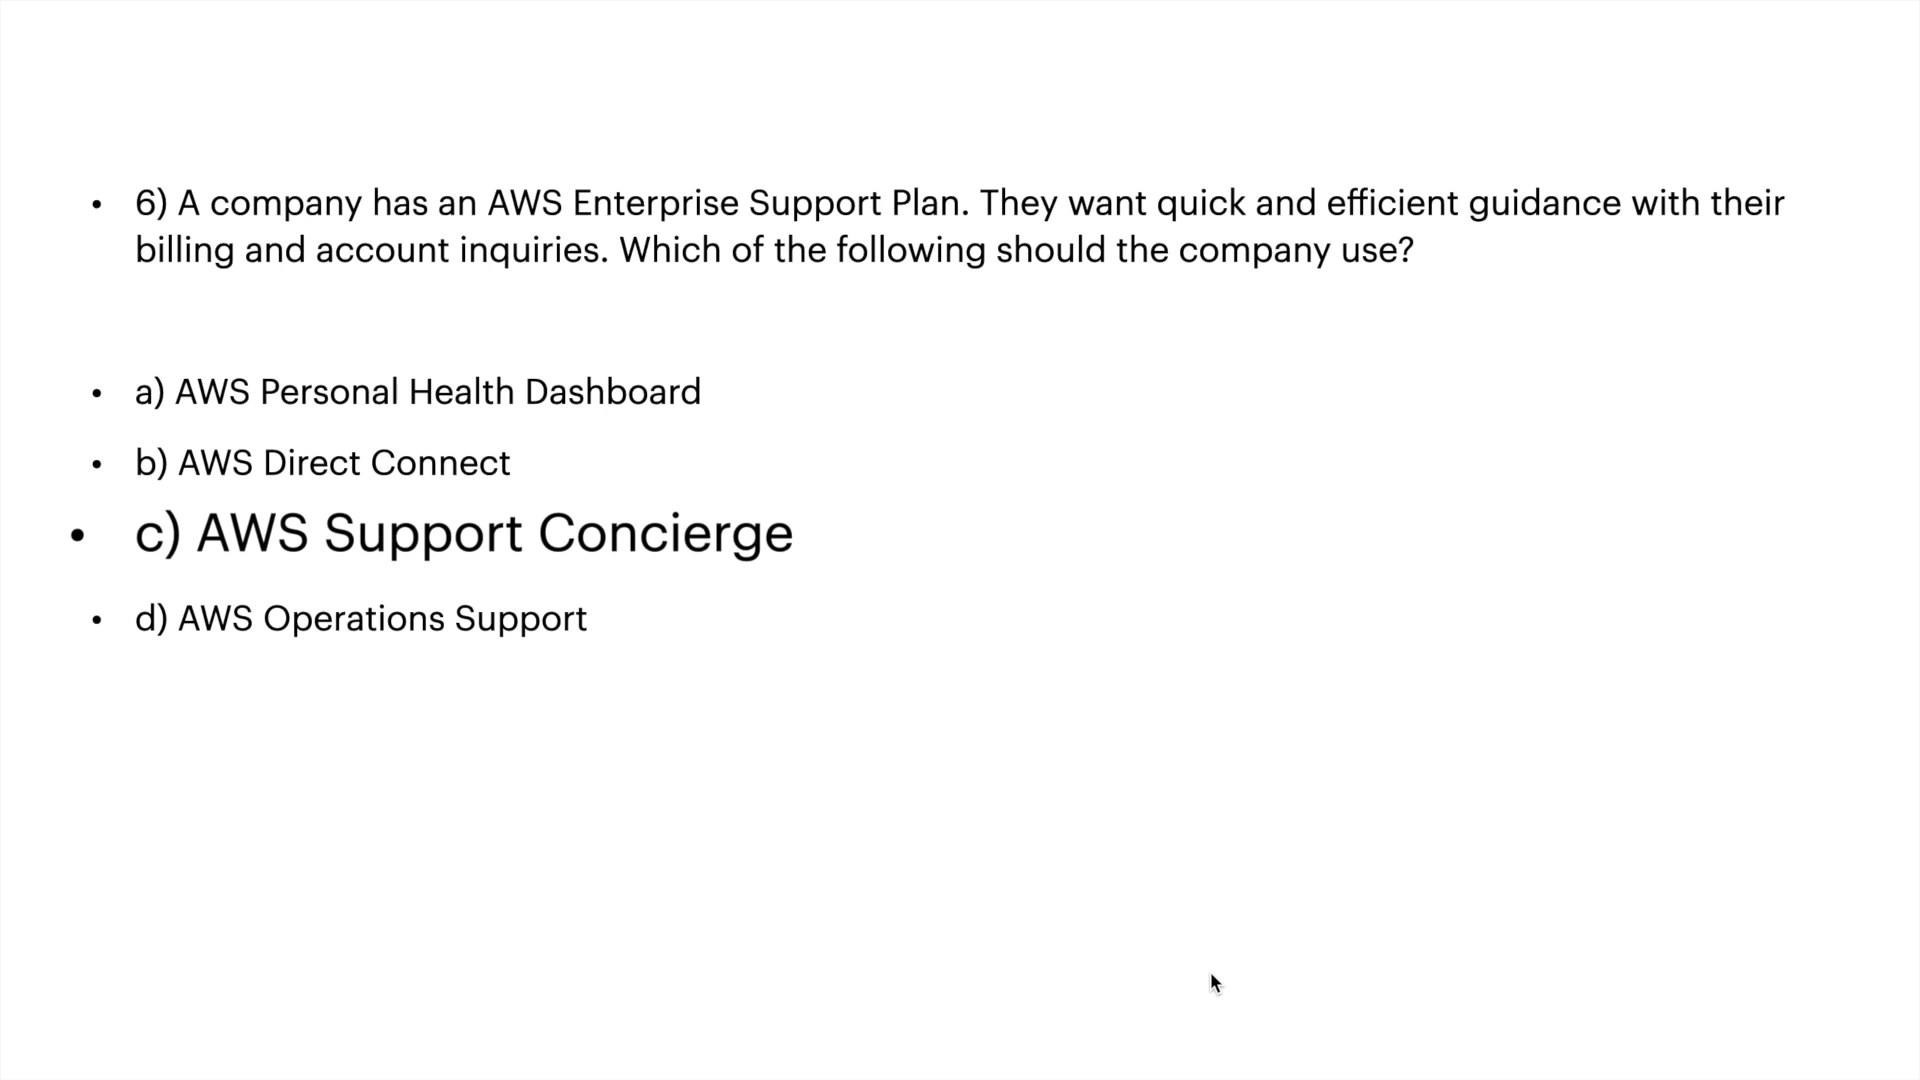 • 6) A company has an AWS Enterprise Support Plan. They want quick and efficient guidance with their
billing and account inquiries. Which of the following should the company use?
• a) AWS Personal Health Dashboard
• b) AWS Direct Connect
• c) AWS Support Concierge
• d) AWS Operations Support